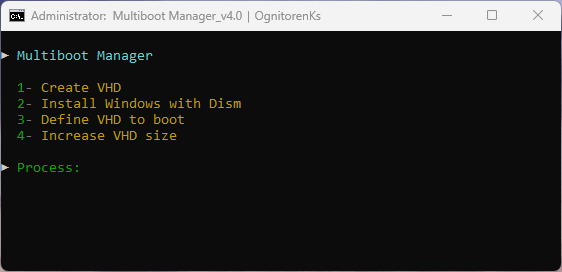 Administrator: Multiboot Manager_v4.0 | OgnitorenKs
► Multiboot Manager
1- Create VHD
2- Install Windows with Dism
3- Define VHD to boot
4- Increase VHD size
► Process: